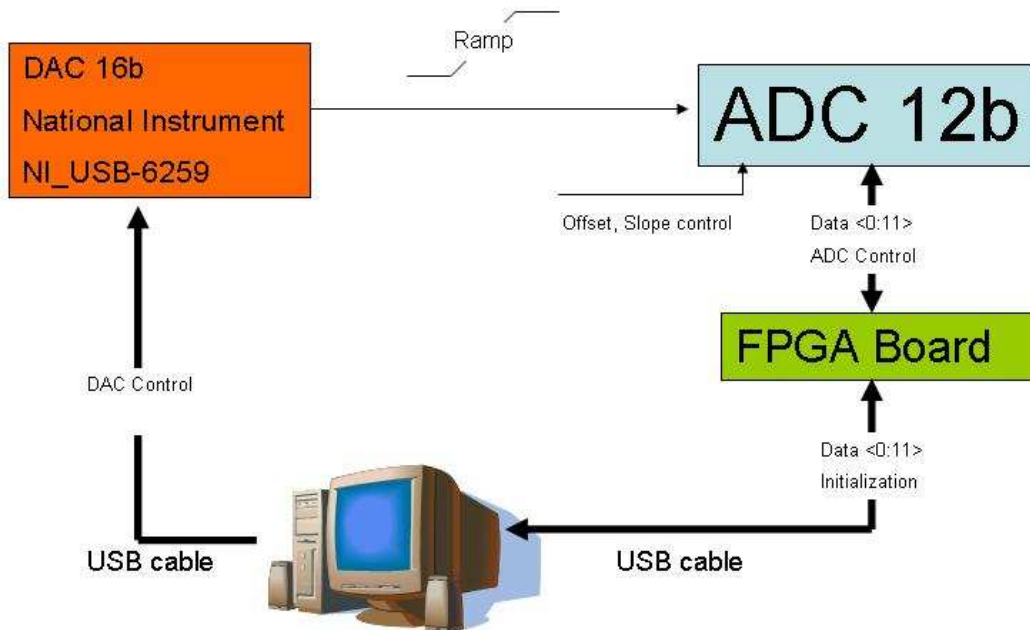 Ramp
DAC 16b
National Instrument
NI_USB-6259
ADC 12b
Offset, Slope control
Data <0:11>
ADC Control
FPGA Board
DAC Control
Data <0:11>
Initialization
USB cable
USB cable